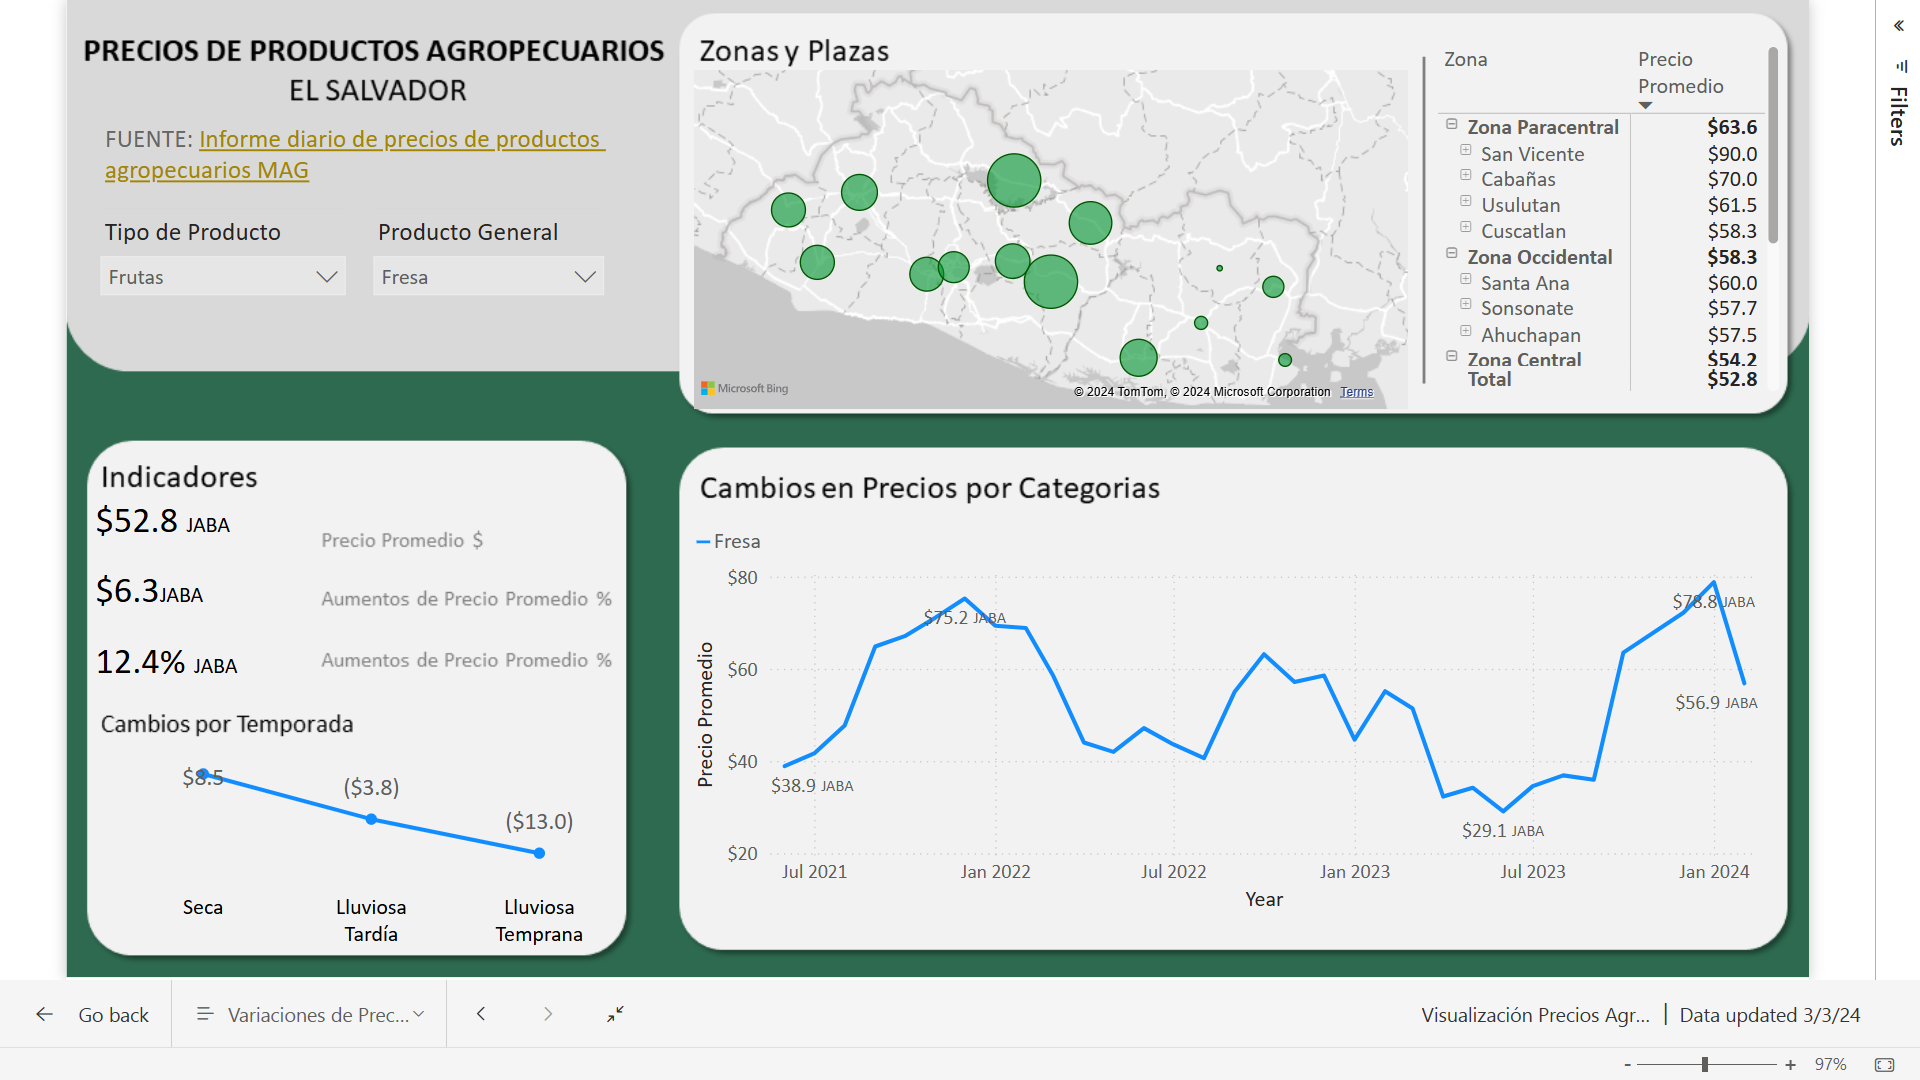 PRECIOS DE PRODUCTOS AGROPECUARIOS
EL SALVADOR
FUENTE: Informe diario de precios de productos
agropecuarios MAG
Tipo de Producto
Frutas
Producto General
Fresa
Zonas y Plazas
Microsoft Bing
© 2024 TomTom, © 2024 Microsoft Corporation Terms
Zona Precio
Promedio
Zona Paracentral $63.6
San Vicente $90.0
Cabañas $70.0
Usulutan $61.5
Cuscatlan $58.3
Zona Occidental $58.3
Santa Ana $60.0
Sonsonate $57.7
Ahuchapan $57.5
Zona Central $54.2
Total $52.8
Filters
Indicadores
$52.8 JABA Precio Promedio $
$6.3JABA Aumentos de Precio Promedio %
12.4% JABA Aumentos de Precio Promedio %
Cambios por Temporada
$8.5
($3.8)
($13.0)
Seca
Lluviosa
Tardía
Lluviosa
Temprana
Cambios en Precios por Categorias
Fresa
Precio Promedio
$80
$60
$40
$20
$38.9 JABA
$75.2 JABA
$29.1 JABA
$78.8 JABA
$56.9 JABA
Jul 2021 Jan 2022 Jul 2022 Jan 2023 Jul 2023 Jan 2024
Year
Go back
Variaciones de Prec...
Visualización Precios Agr... | Data updated 3/3/24
- + 97%